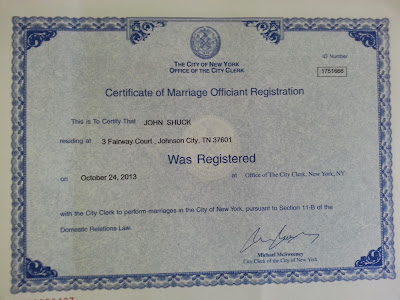 THE CITY OF NEW YORK
OFFICE OF THE CITY CLERK
ID Number
1751666
Certificate of Marriage Officiant Registration
This is To Certify That JOHN SHUCK
residing at 3 Fairway Court , Johnson City, TN 37601
Was Registered
on October 24, 2013 at Office of The City Clerk, New York, NY
with the City Clerk to perform marriages in the City of New York, pursuant to Section 11-B of the
Domestic Relations Law.
Michael McSweeney
City Clerk of the City of New York